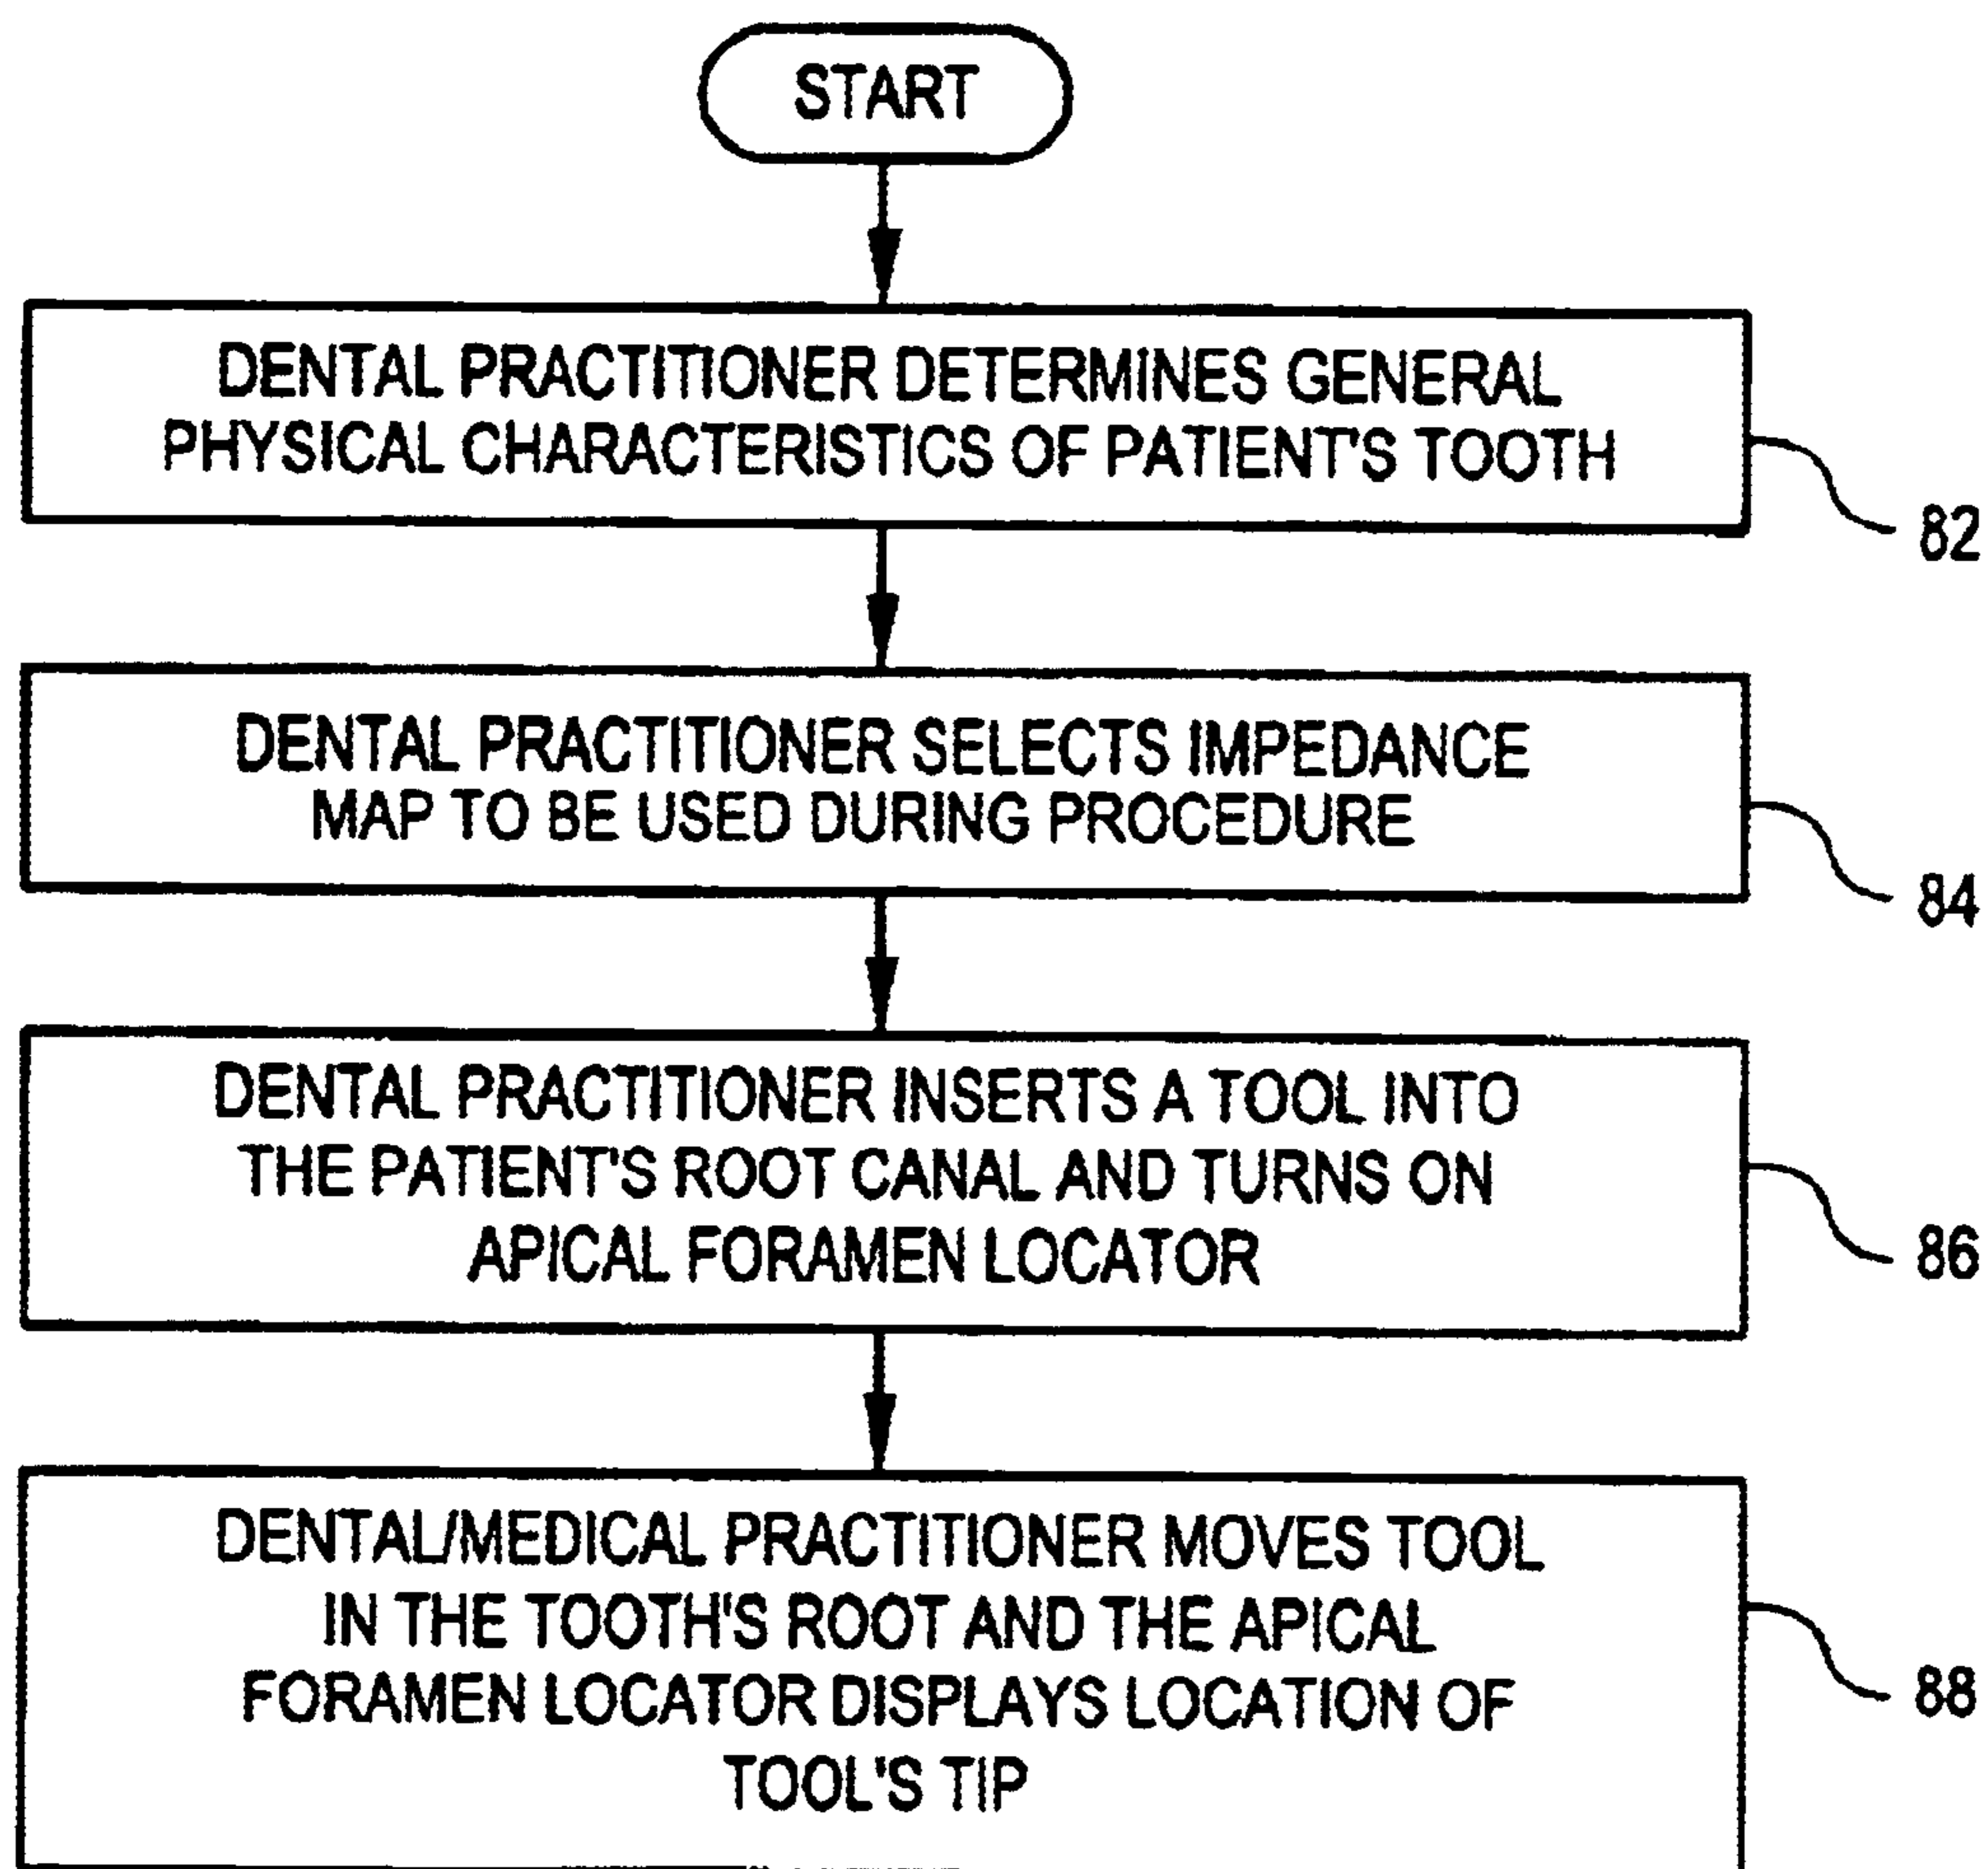 START
DENTAL PRACTITIONER DETERMINES GENERAL
PHYSICAL CHARACTERISTICS OF PATIENT'S TOOTH
82
DENTAL PRACTITIONER SELECTS IMPEDANCE
MAP TO BE USED DURING PROCEDURE
84
DENTAL PRACTITIONER INSERTS A TOOL INTO
THE PATIENT'S ROOT CANAL AND TURNS ON
APICAL FORAMEN LOCATOR
86
DENTAL/MEDICAL PRACTITIONER MOVES TOOL
IN THE TOOTH'S ROOT AND THE APICAL
FORAMEN LOCATOR DISPLAYS LOCATION OF
TOOL'S TIP
88